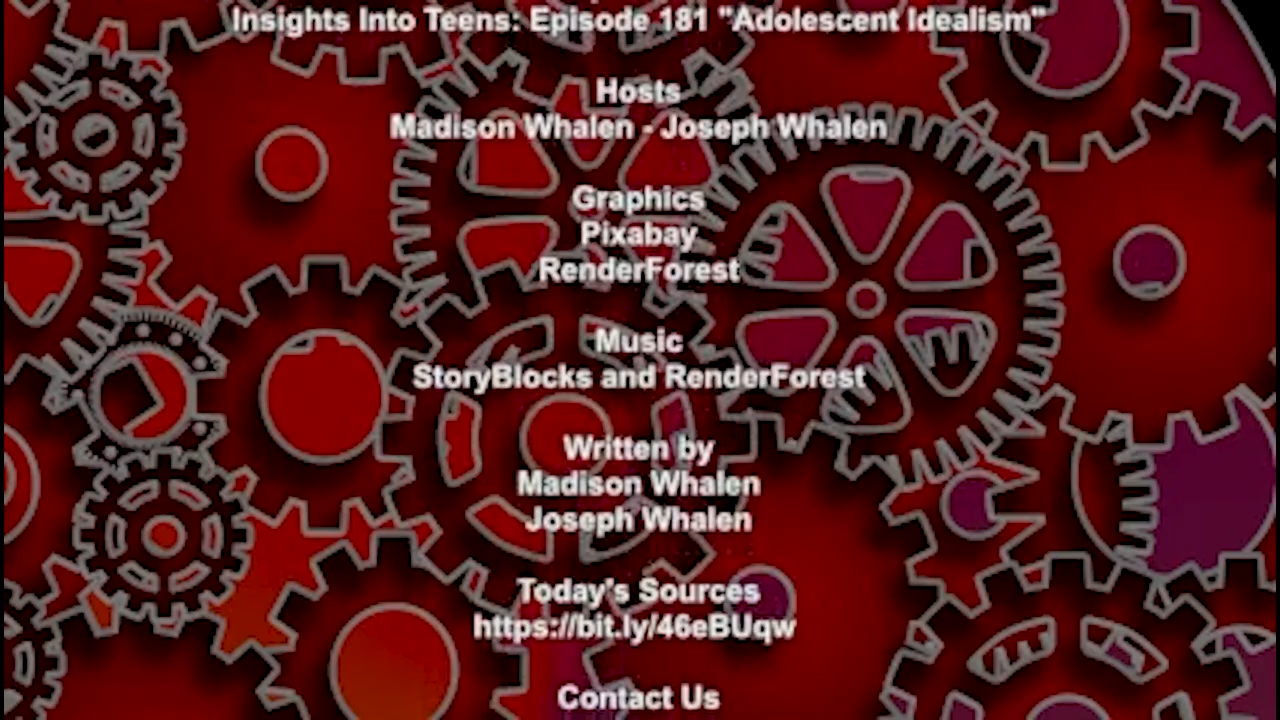 Insights Into Teens: Episode 181 "Adolescent Idealism"
Hosts
Madison Whalen - Joseph Whalen
Graphics
Pixabay
RenderForest
Music
StoryBlocks and RenderForest
Written by
Madison Whalen
Joseph Whalen
Today's Sources
https://bit.ly/46eBUqw
Contact Us